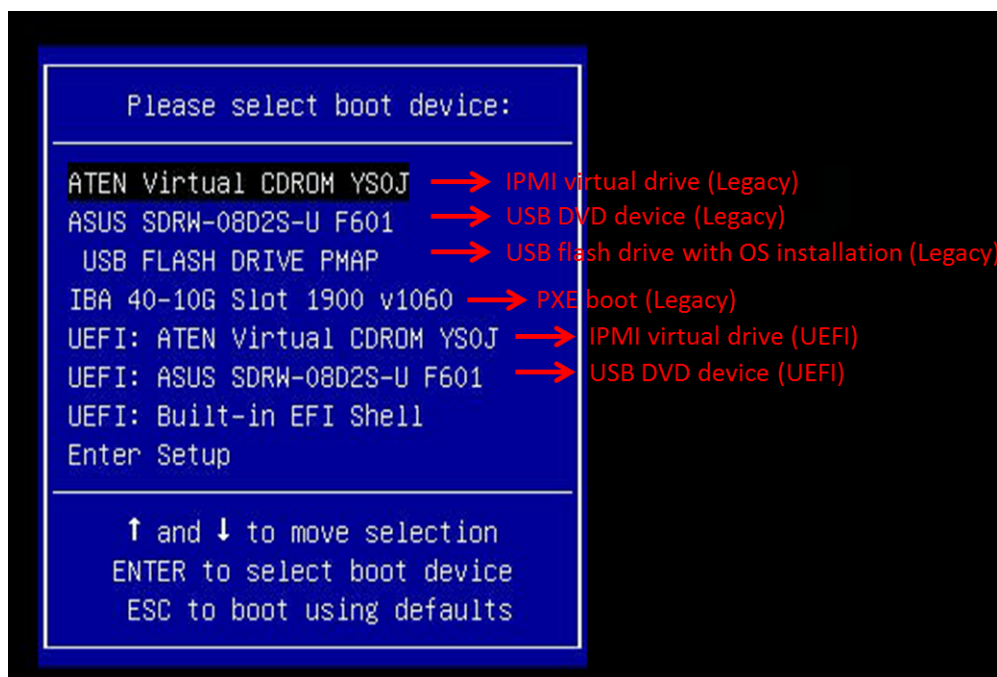 Please select boot device:
ATEN Virtual CDROM YS0J → IPMI virtual drive (Legacy)
ASUS SDRW-08D2S-U F601 → USB DVD device (Legacy)
USB FLASH DRIVE PMAP → USB flash drive with OS installation (Legacy)
IBA 40-10G Slot 1900 v1060 → PXE boot (Legacy)
UEFI: ATEN Virtual CDROM YS0J → IPMI virtual drive (UEFI)
UEFI: ASUS SDRW-08D2S-U F601 → USB DVD device (UEFI)
UEFI: Built-in EFI Shell
Enter Setup
↑ and ↓ to move selection
ENTER to select boot device
ESC to boot using defaults